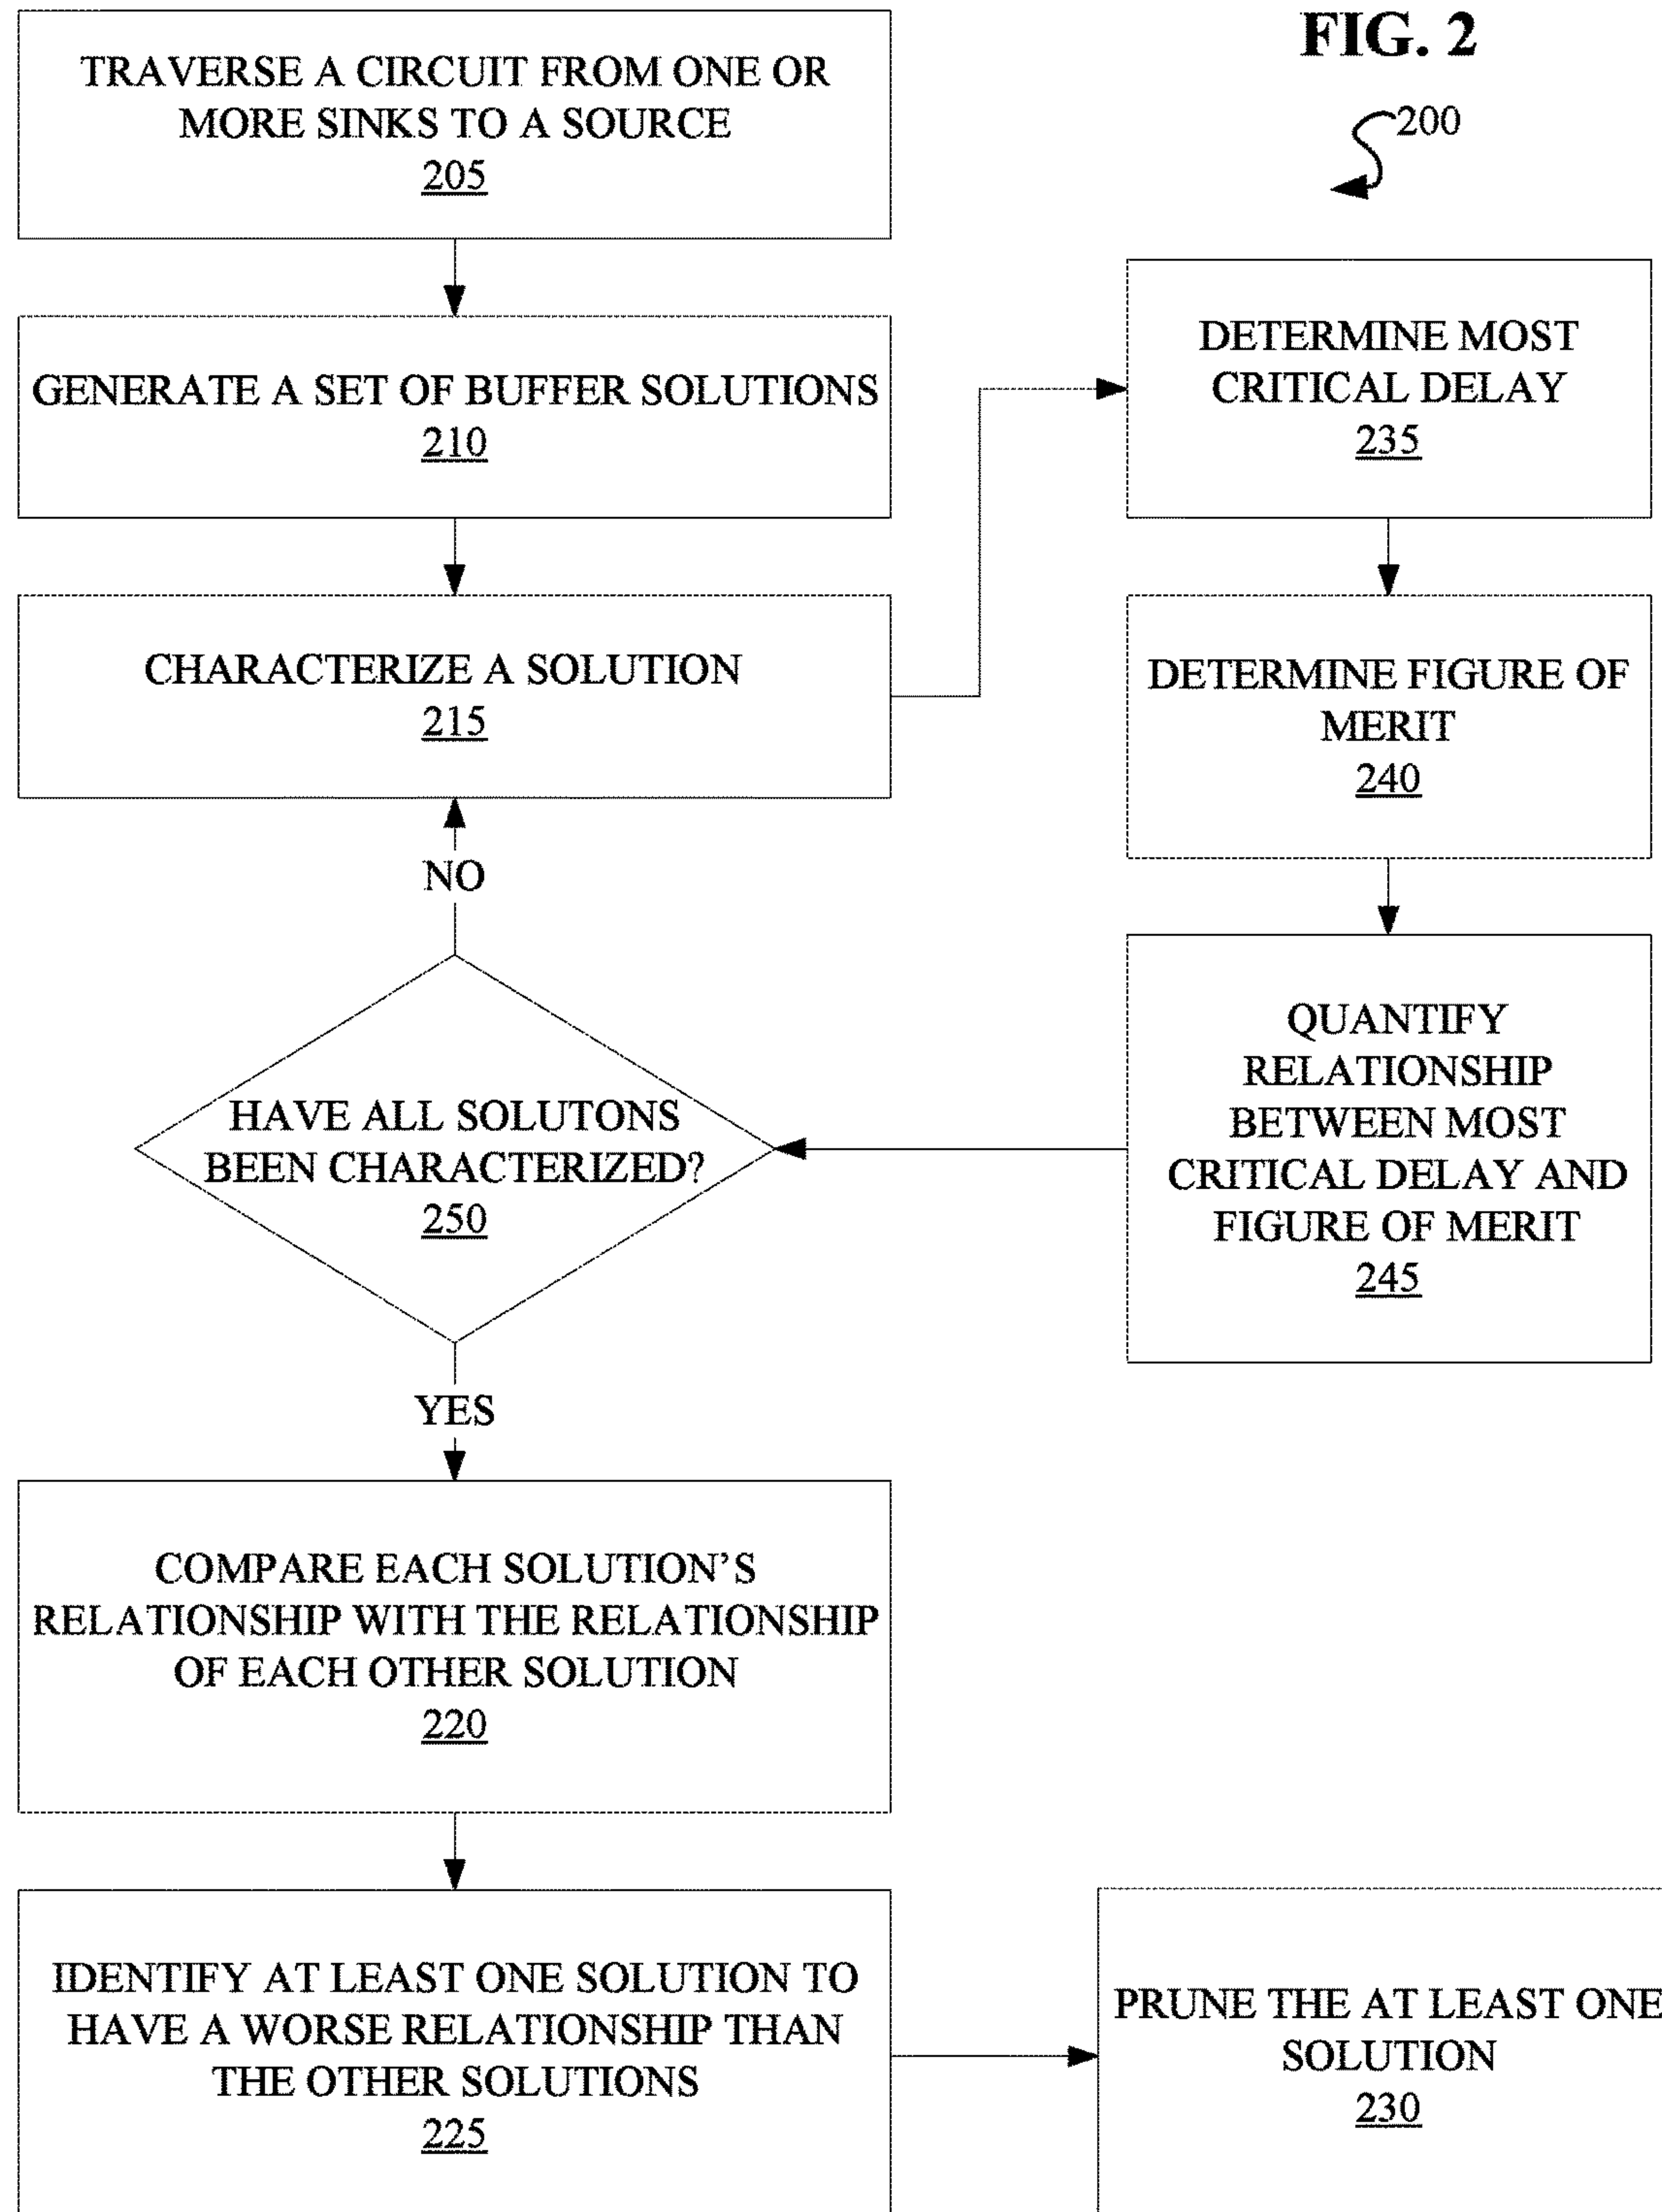 FIG. 2
200
TRAVERSE A CIRCUIT FROM ONE OR
MORE SINKS TO A SOURCE
205
GENERATE A SET OF BUFFER SOLUTIONS
210
CHARACTERIZE A SOLUTION
215
DETERMINE MOST
CRITICAL DELAY
235
DETERMINE FIGURE OF
MERIT
240
QUANTIFY
RELATIONSHIP
BETWEEN MOST
CRITICAL DELAY AND
FIGURE OF MERIT
245
NO
HAVE ALL SOLUTONS
BEEN CHARACTERIZED?
250
YES
COMPARE EACH SOLUTION'S
RELATIONSHIP WITH THE RELATIONSHIP
OF EACH OTHER SOLUTION
220
IDENTIFY AT LEAST ONE SOLUTION TO
HAVE A WORSE RELATIONSHIP THAN
THE OTHER SOLUTIONS
225
PRUNE THE AT LEAST ONE
SOLUTION
230